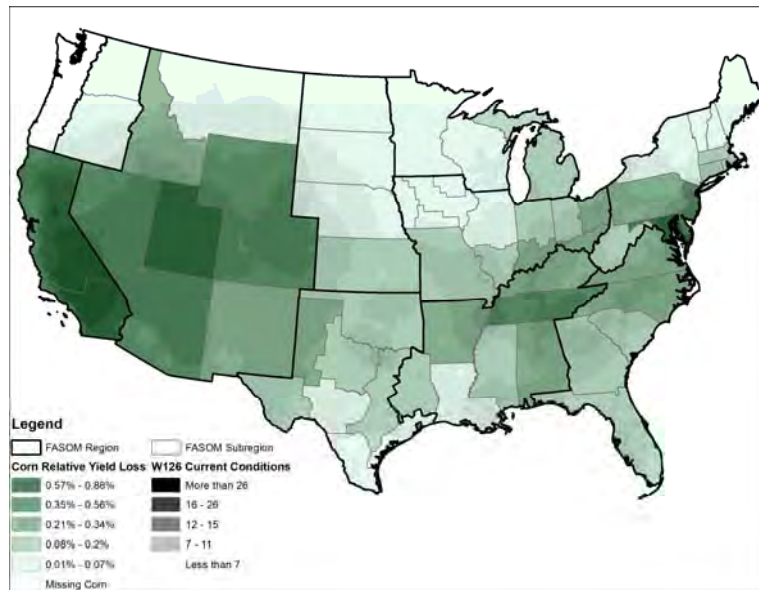 Legend
FASOM Region
FASOM Subregion
Corn Relative Yield Loss
W126 Current Conditions
0.57% - 0.88%
More than 26
0.35% - 0.56%
16 - 26
0.21% - 0.34%
12 - 15
0.08% - 0.2%
7 - 11
0.01% - 0.07%
Less than 7
Missing Corn